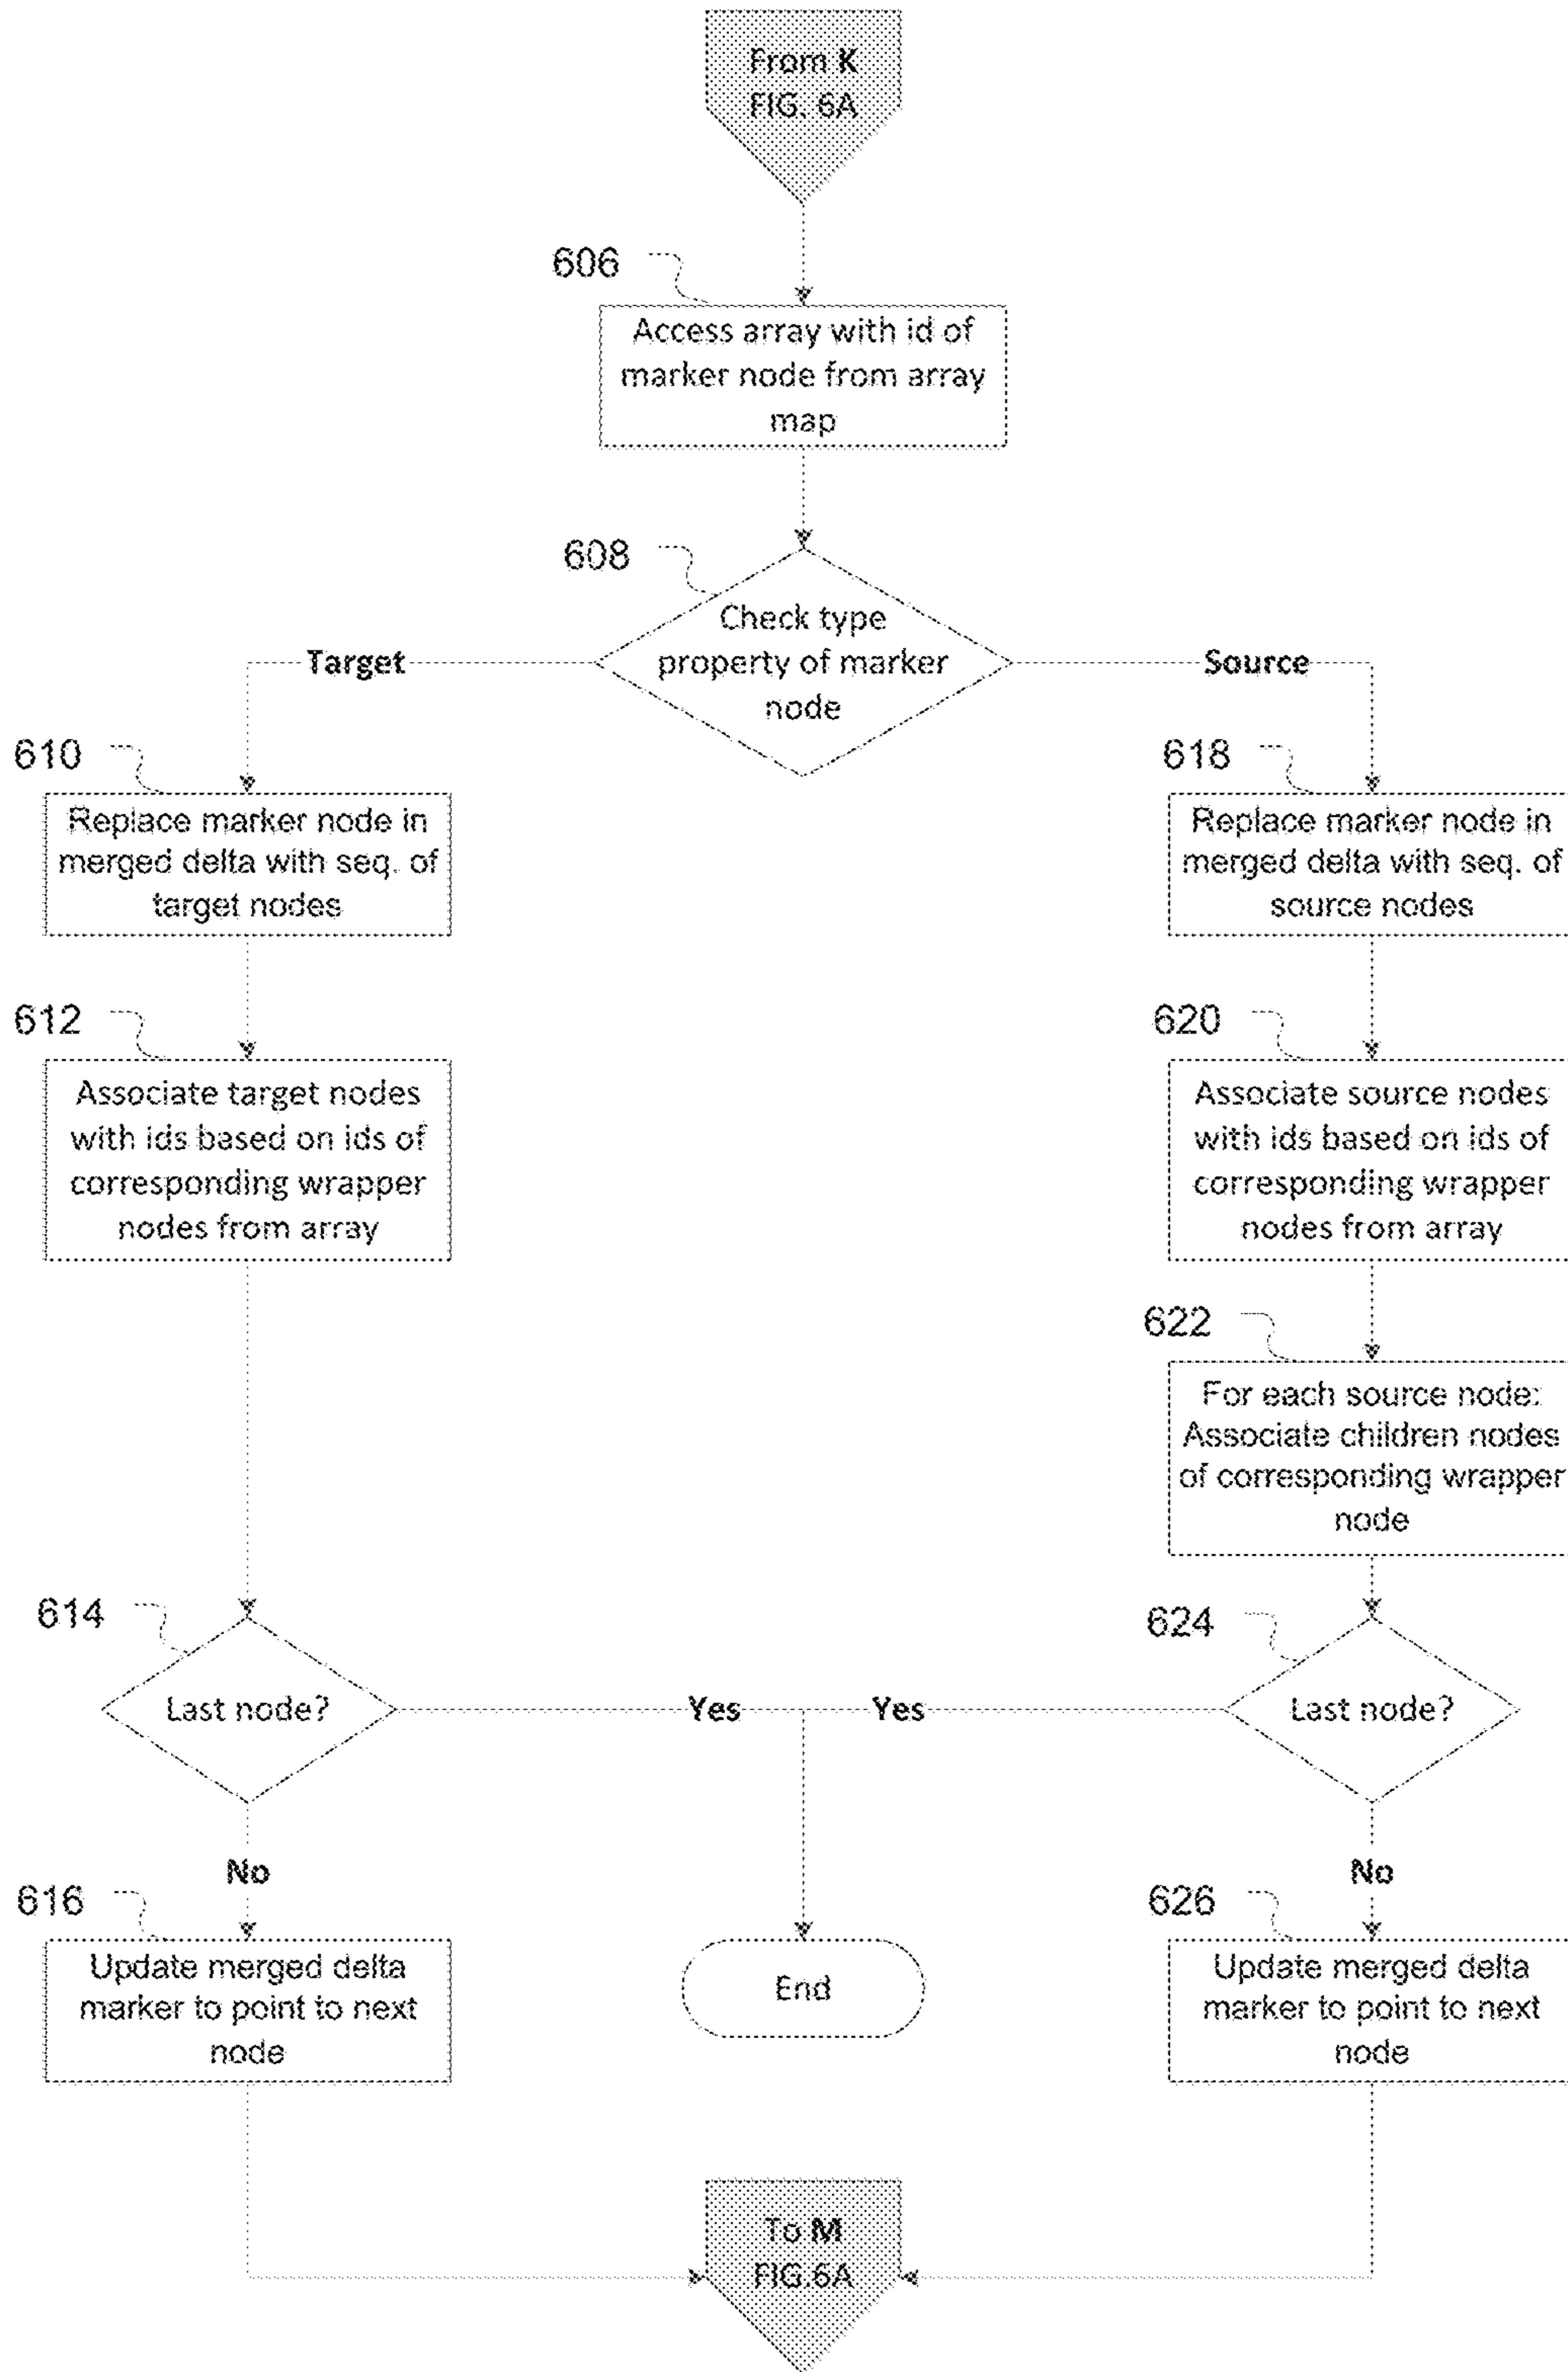 From K
FIG. 6A
606
Access array with id of
marker node from array
map
608
Check type
property of marker
node
Target
Source
610
Replace marker node in
merged delta with seq. of
target nodes
618
Replace marker node in
merged delta with seq. of
source nodes
612
Associate target nodes
with ids based on ids of
corresponding wrapper
nodes from array
620
Associate source nodes
with ids based on ids of
corresponding wrapper
nodes from array
622
For each source node:
Associate children nodes
of corresponding wrapper
node
614
Last node?
Yes
Yes
624
Last node?
No
No
616
Update merged delta
marker to point to next
node
End
626
Update merged delta
marker to point to next
node
To M
FIG.6A